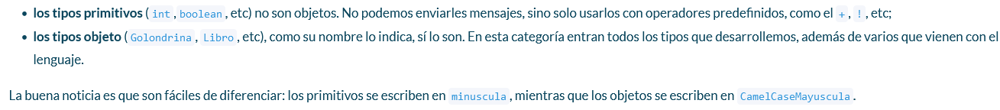 • los tipos primitivos ( int , boolean , etc) no son objetos. No podemos enviarles mensajes, sino solo usarlos con operadores predefinidos, como el + , ! , etc;
• los tipos objeto ( Golondrina , Libro , etc), como su nombre lo indica, sí lo son. En esta categoría entran todos los tipos que desarrollemos, además de varios que vienen con el
lenguaje.
La buena noticia es que son fáciles de diferenciar: los primitivos se escriben en minuscula , mientras que los objetos se escriben en CamelCaseMayuscula .